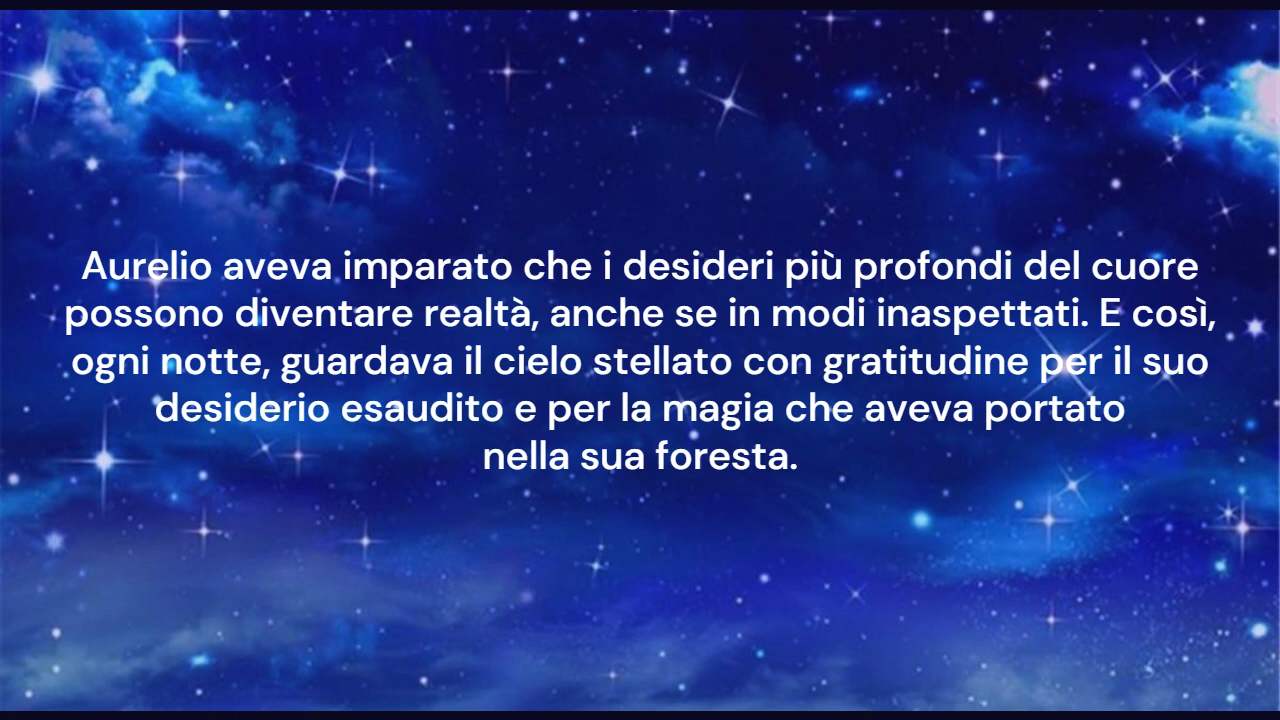 Aurelio aveva imparato che i desideri più profondi del cuore
possono diventare realtà, anche se in modi inaspettati. E così,
ogni notte, guardava il cielo stellato con gratitudine per il suo
desiderio esaudito e per la magia che aveva portato
nella sua foresta.